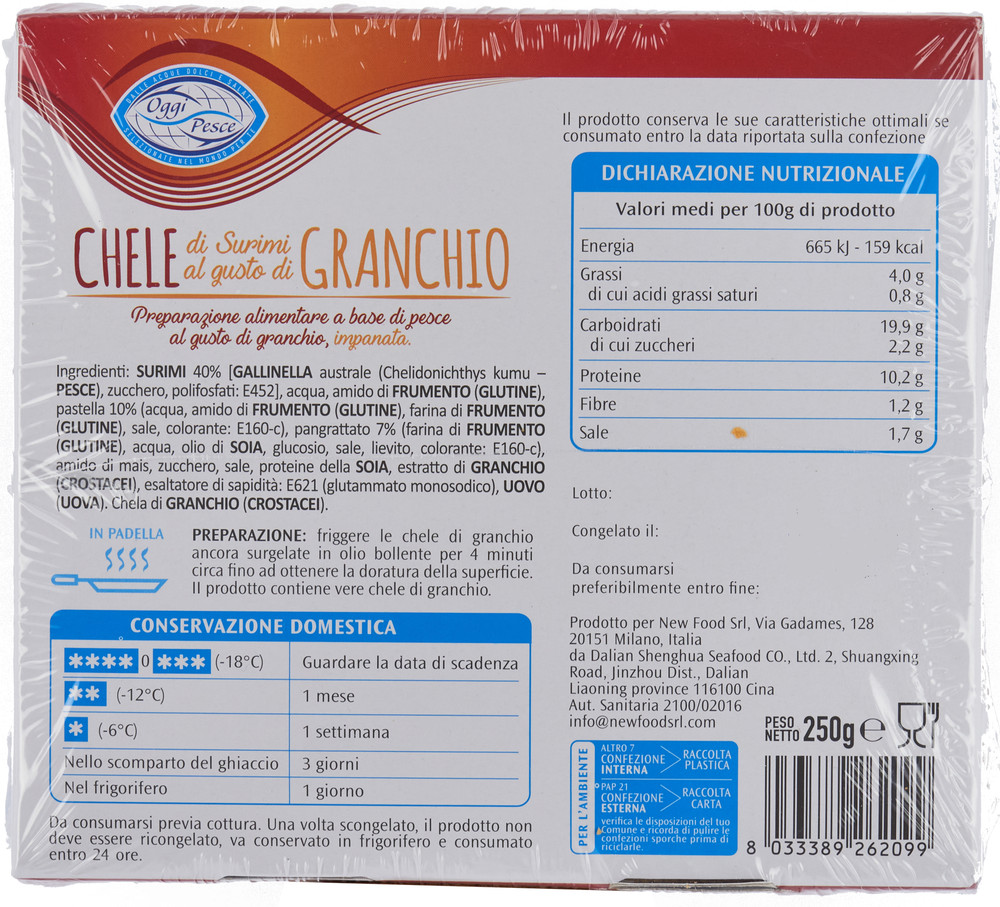 DALLE ACQUE DOLCI E SALATE
Oggi
Pesce
SELEZIONATE NEL MONDO PER TE
CHELE di Surimi al gusto di GRANCHIO
Preparazione alimentare a base di pesce
al gusto di granchio, impanata.
Ingredienti: SURIMI 40% [GALLINELLA australe (Chelidonichthys kumu –
PESCE), zucchero, polifosfati: E452], acqua, amido di FRUMENTO (GLUTINE),
pastella 10% (acqua, amido di FRUMENTO (GLUTINE), farina di FRUMENTO
(GLUTINE), sale, colorante: E160-c), pangrattato 7% (farina di FRUMENTO
(GLUTINE), acqua, olio di SOIA, glucosio, sale, lievito, colorante: E160-c),
amido di mais, zucchero, sale, proteine della SOIA, estratto di GRANCHIO
(CROSTACEI), esaltatore di sapidità: E621 (glutammato monosodico), UOVO
(UOVA). Chela di GRANCHIO (CROSTACEI).
IN PADELLA
PREPARAZIONE: friggere le chele di granchio
ancora surgelate in olio bollente per 4 minuti
circa fino ad ottenere la doratura della superficie.
Il prodotto contiene vere chele di granchio.
CONSERVAZIONE DOMESTICA
**** o *** (-18°C) Guardare la data di scadenza
** (-12°C) 1 mese
* (-6°C) 1 settimana
Nello scomparto del ghiaccio 3 giorni
Nel frigorifero 1 giorno
Da consumarsi previa cottura. Una volta scongelato, il prodotto non
deve essere ricongelato, va conservato in frigorifero e consumato
entro 24 ore.
Il prodotto conserva le sue caratteristiche ottimali se
consumato entro la data riportata sulla confezione
DICHIARAZIONE NUTRIZIONALE
Valori medi per 100g di prodotto
Energia 665 kJ - 159 kcal
Grassi 4,0 g
di cui acidi grassi saturi 0,8 g
Carboidrati 19,9 g
di cui zuccheri 2,2 g
Proteine 10,2 g
Fibre 1,2 g
Sale 1,7 g
Lotto:
Congelato il:
Da consumarsi
preferibilmente entro fine:
Prodotto per New Food Srl, Via Gadames, 128
20151 Milano, Italia
da Dalian Shenghua Seafood CO., Ltd. 2, Shuangxing
Road, Jinzhou Dist., Dalian
Liaoning province 116100 Cina
Aut. Sanitaria 2100/02016
info@newfoodsrl.com
PESO
NETTO 250g e
PER L'AMBIENTE
ALTRO 7
CONFEZIONE
INTERNA
RACCOLTA
PLASTICA
PAP 21
CONFEZIONE
ESTERNA
RACCOLTA
CARTA
verifica le disposizioni del tuo
Comune e ricorda di pulire le
confezioni sporche prima di
riciclarle.
8 033389 262099